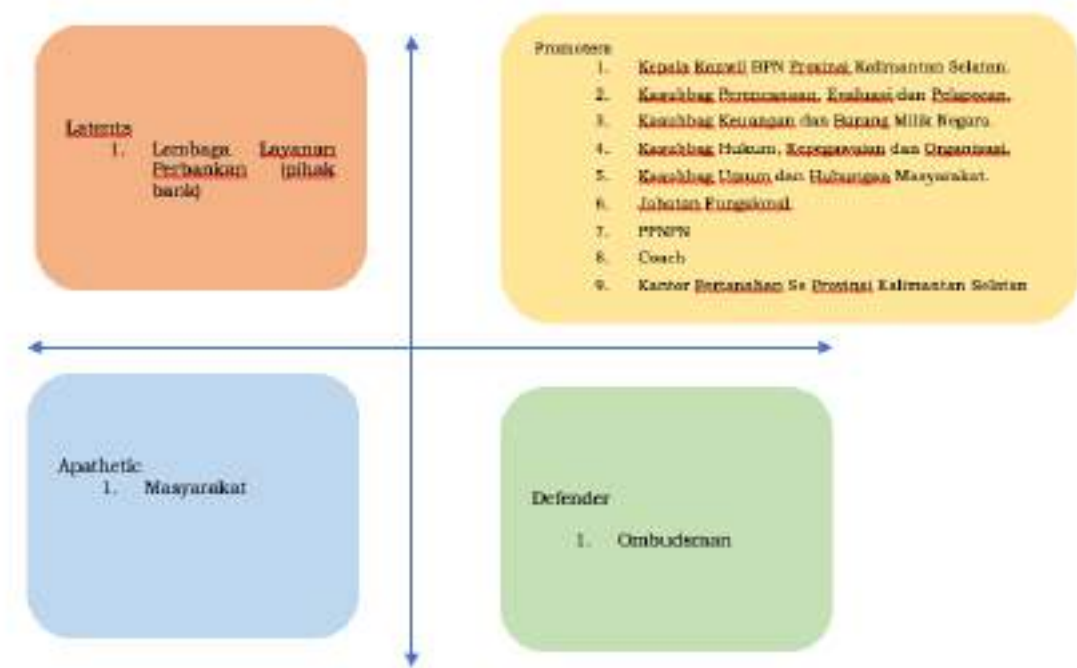 Latents
1. Lembaga Layanan
Perbankan (pihak
bank)
Promoters
1. Kepala Kanwil BPN Provinsi Kalimantan Selatan.
2. Kasubbag Perencanaan, Evaluasi dan Pelaporan.
3. Kasubbag Keuangan dan Barang Milik Negara.
4. Kasubbag Hukum, Kepegawaian dan Organisasi.
5. Kasubbag Umum dan Hubungan Masyarakat.
6. Jabatan Fungsional
7. PPNPN
8. Coach
9. Kantor Pertanahan Se Provinsi Kalimantan Selatan
Apathetic
1. Masyarakat
Defender
1. Ombudsman